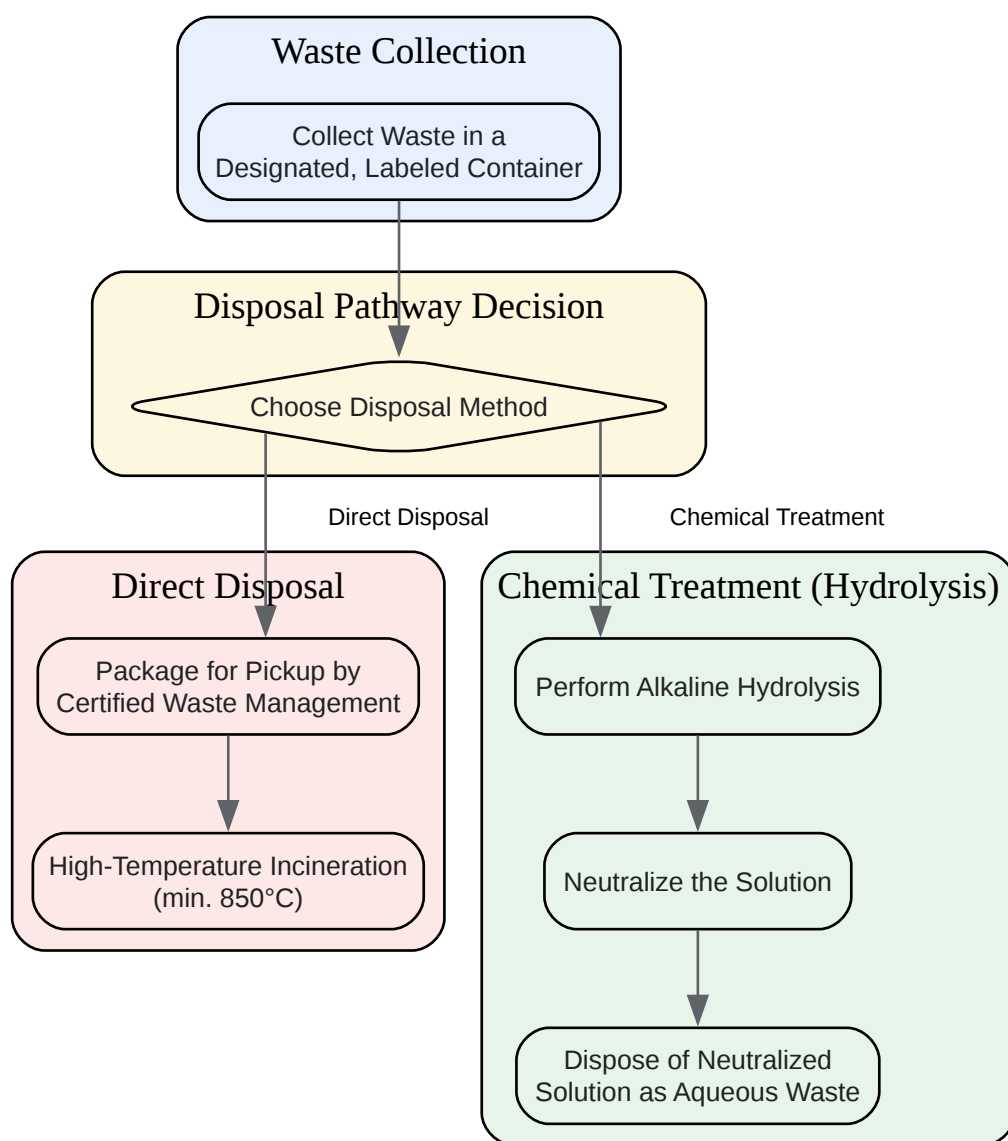 Waste Collection
Collect Waste in a
Designated, Labeled Container
Disposal Pathway Decision
Choose Disposal Method
Direct Disposal
Chemical Treatment
Direct Disposal
Package for Pickup by
Certified Waste Management
High-Temperature Incineration
(min. 850°C)
Chemical Treatment (Hydrolysis)
Perform Alkaline Hydrolysis
Neutralize the Solution
Dispose of Neutralized
Solution as Aqueous Waste